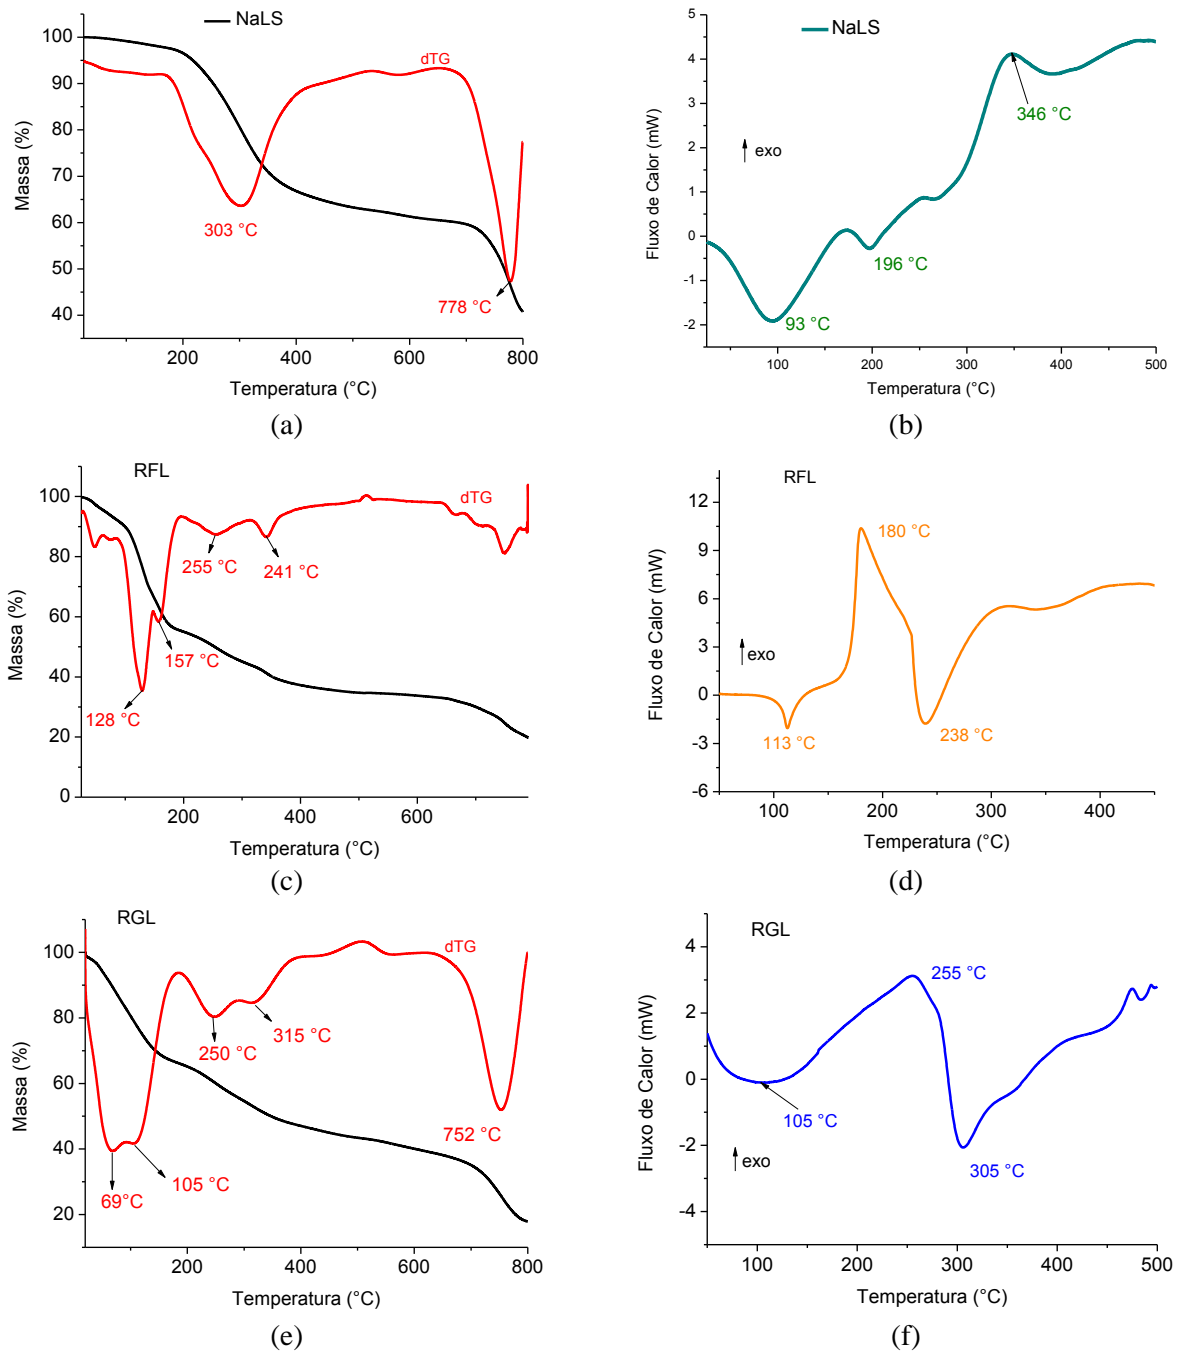 NaLS
dTG
100
90
80
70
60
50
40
Massa (%)
303 °C
778 °C
200
400
600
800
Temperatura (°C)
(a)
NaLS
5
4
3
2
1
0
-1
-2
Fluxo de Calor (mW)
346 °C
exo
196 °C
93 °C
100
200
300
400
500
Temperatura (°C)
(b)
RFL
dTG
100
80
60
40
20
0
Massa (%)
255 °C
241 °C
157 °C
128 °C
200
400
600
Temperatura (°C)
(c)
RFL
12
9
6
3
0
-3
-6
Fluxo de Calor (mW)
180 °C
exo
113 °C
238 °C
100
200
300
400
Temperatura (°C)
(d)
RGL
dTG
100
80
60
40
20
Massa (%)
315 °C
250 °C
752 °C
105 °C
69°C
200
400
600
800
Temperatura (°C)
(e)
RGL
4
2
0
-2
-4
Fluxo de Calor (mW)
255 °C
105 °C
exo
305 °C
100
200
300
400
500
Temperatura (°C)
(f)